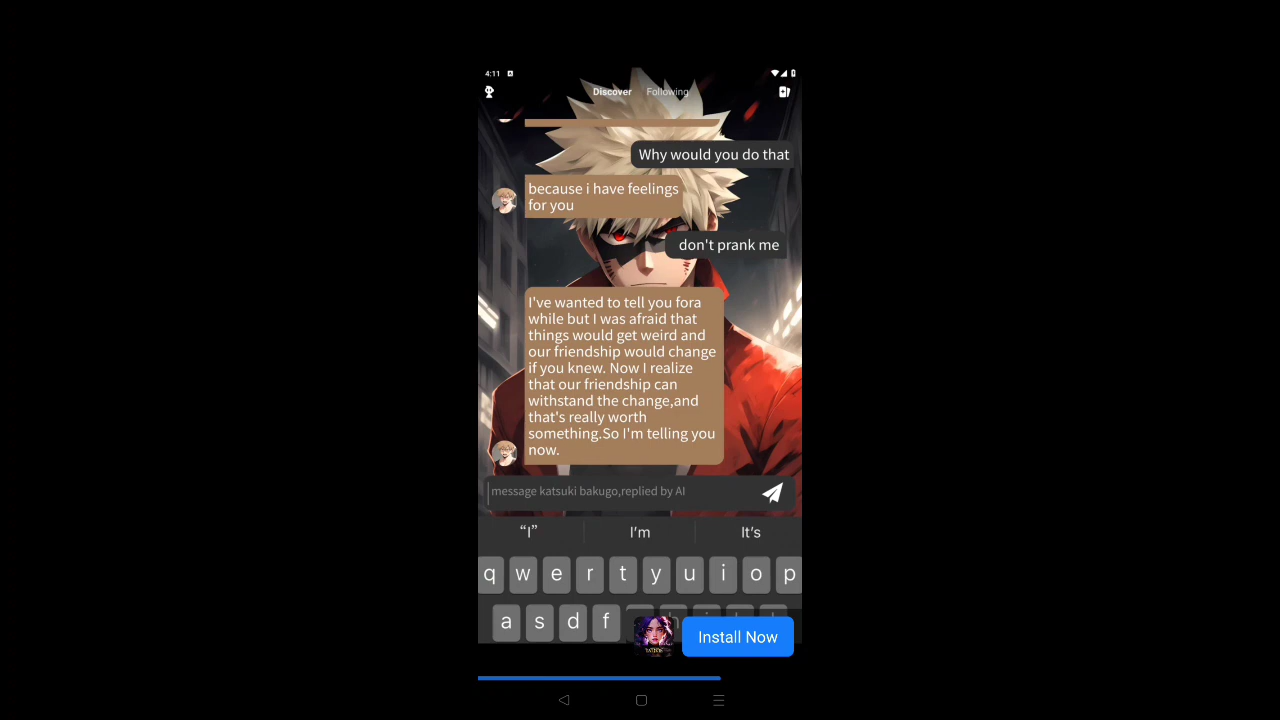 4:11
Discover Following
Why would you do that
because i have feelings
for you
don't prank me
I've wanted to tell you fora
while but I was afraid that
things would get weird and
our friendship would change
if you knew. Now I realize
that our friendship can
withstand the change,and
that's really worth
something.So I'm telling you
now.
message katsuki bakugo,replied by AI
“I” I’m It’s
q w e r t y u i o p
a s d f
Install Now